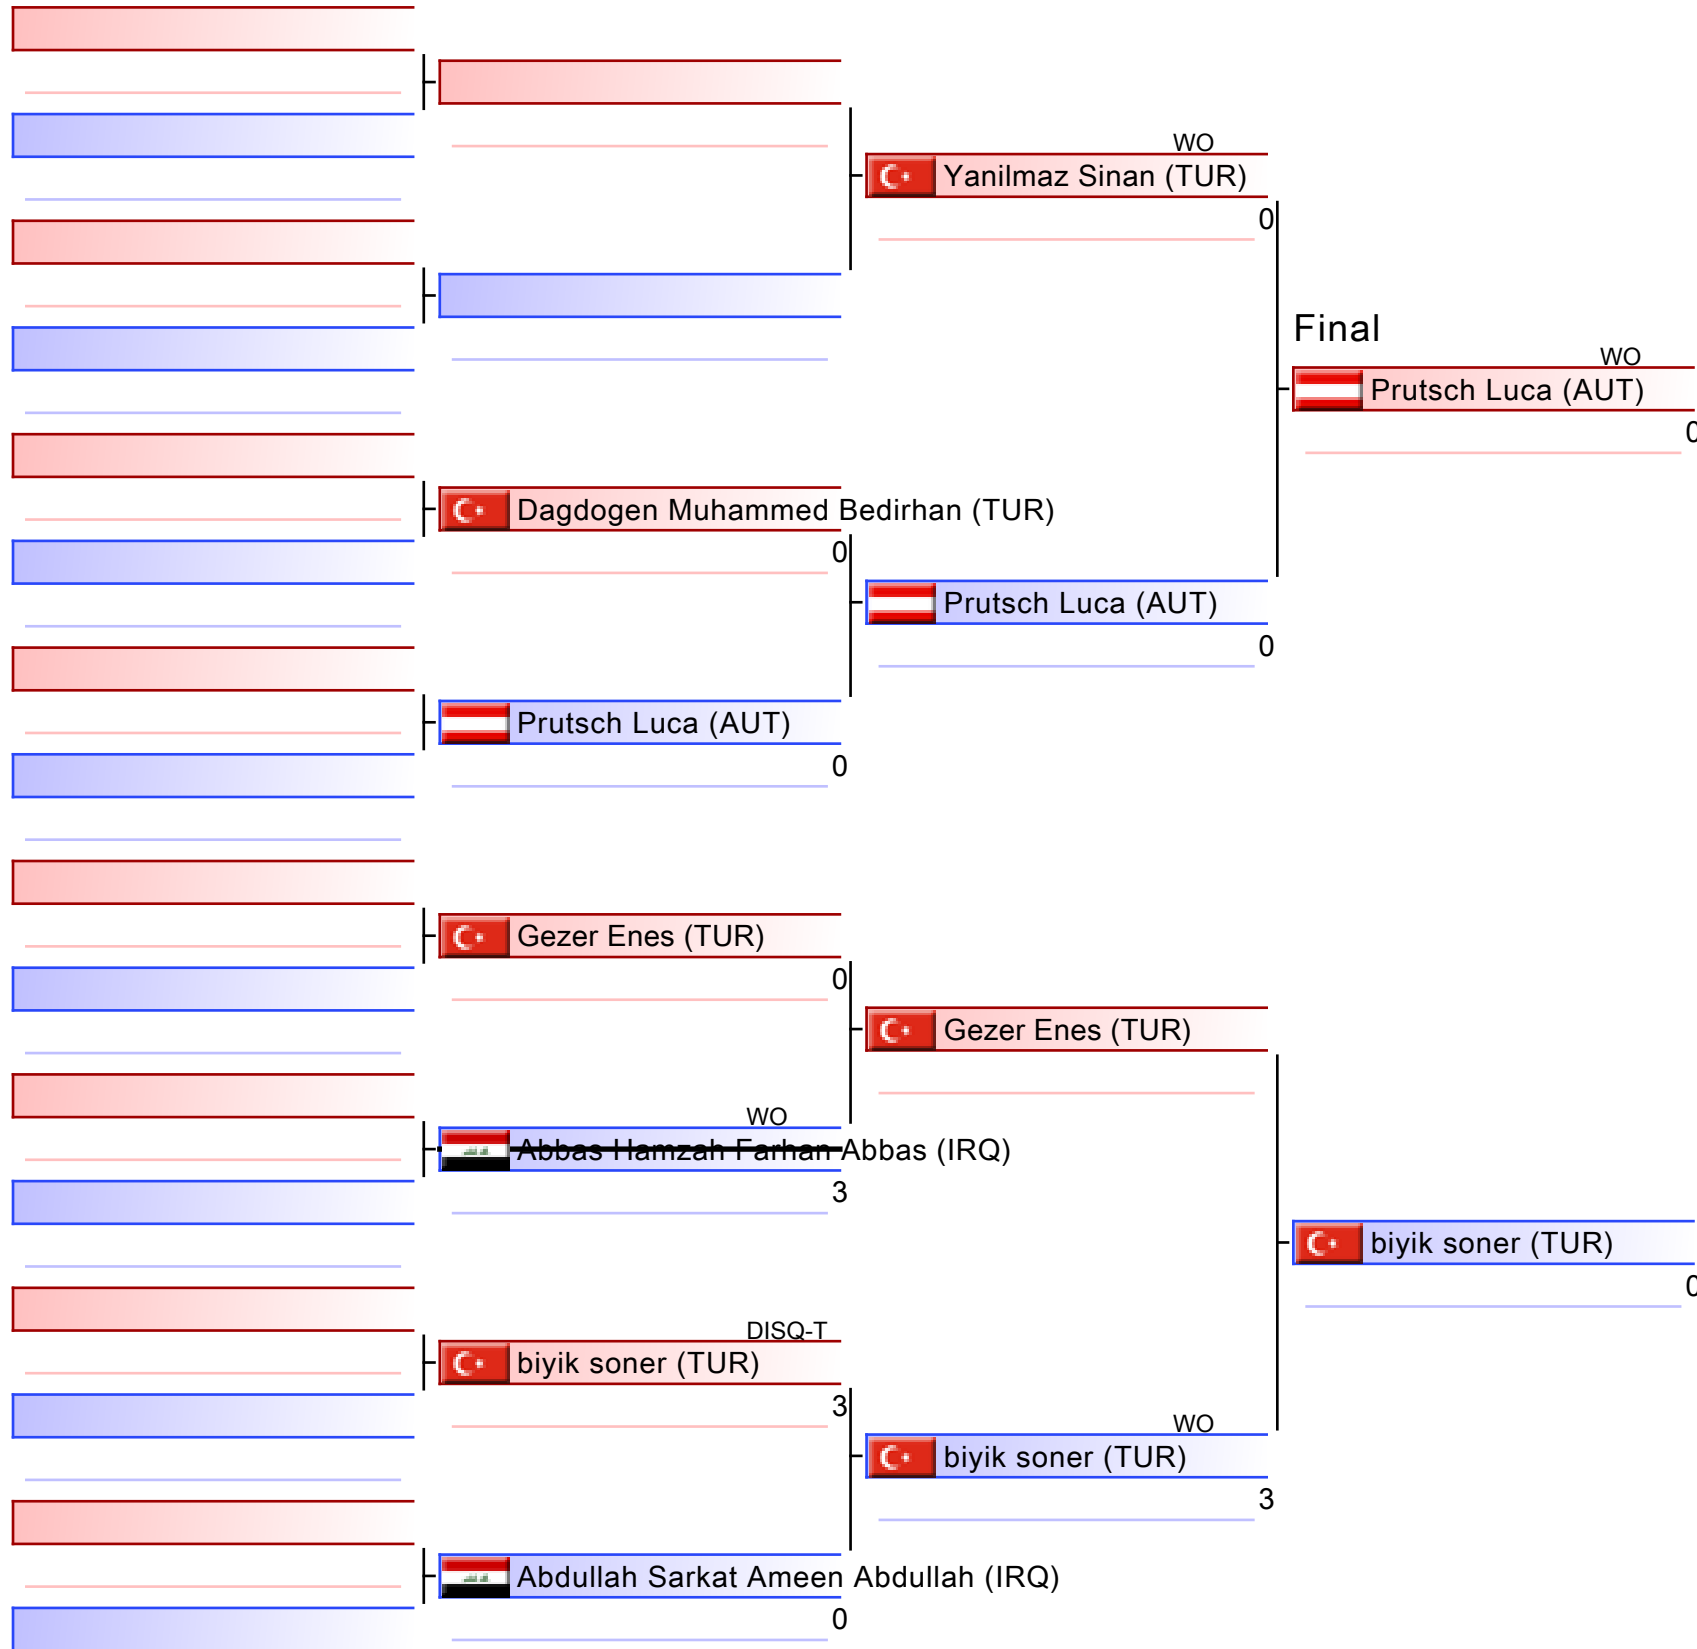 WO
Yanilmaz Sinan (TUR)
0
Final
WO
Prutsch Luca (AUT)
0
Dagdogen Muhammed Bedirhan (TUR)
0
Prutsch Luca (AUT)
0
Prutsch Luca (AUT)
0
Gezer Enes (TUR)
0
Gezer Enes (TUR)
WO
Abbas Hamzah Farhan Abbas (IRQ)
3
biyik soner (TUR)
0
DISQ-T
biyik soner (TUR)
3
WO
biyik soner (TUR)
3
Abdullah Sarkat Ameen Abdullah (IRQ)
0